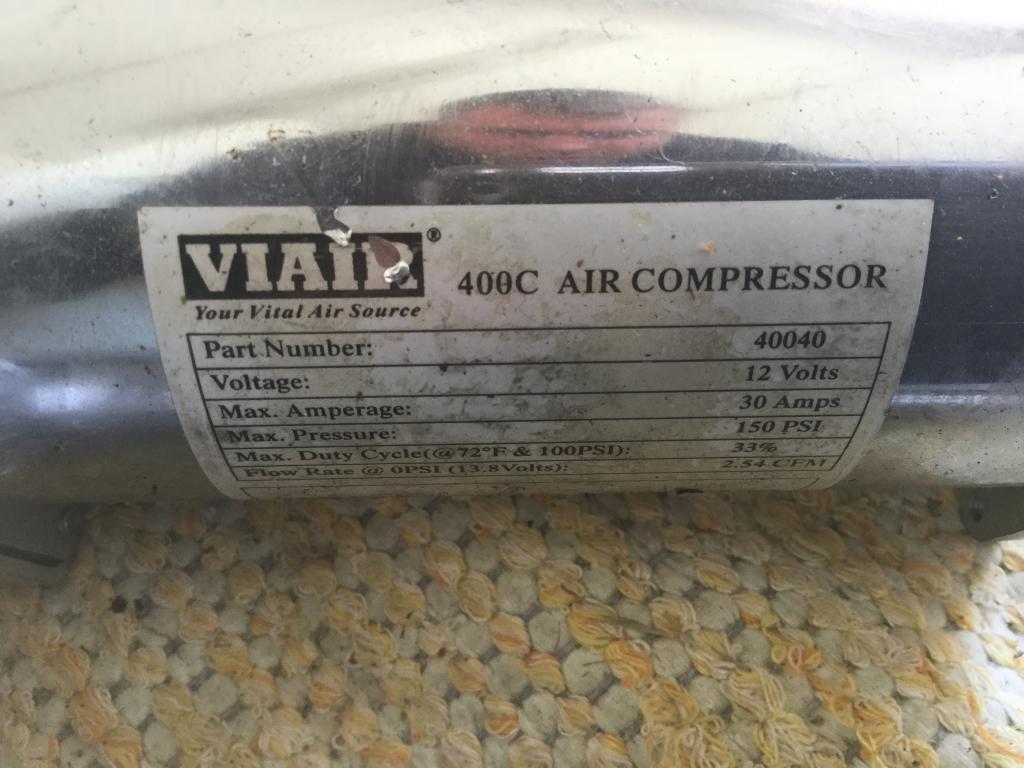 VIAIR®
Your Vital Air Source
400C AIR COMPRESSOR
Part Number: 40040
Voltage: 12 Volts
Max. Amperage: 30 Amps
Max. Pressure: 150 PSI
Max. Duty Cycle(@72°F & 100PSI): 33%
Flow Rate @ 0PSI (13.8Volts): 2.54 CFM